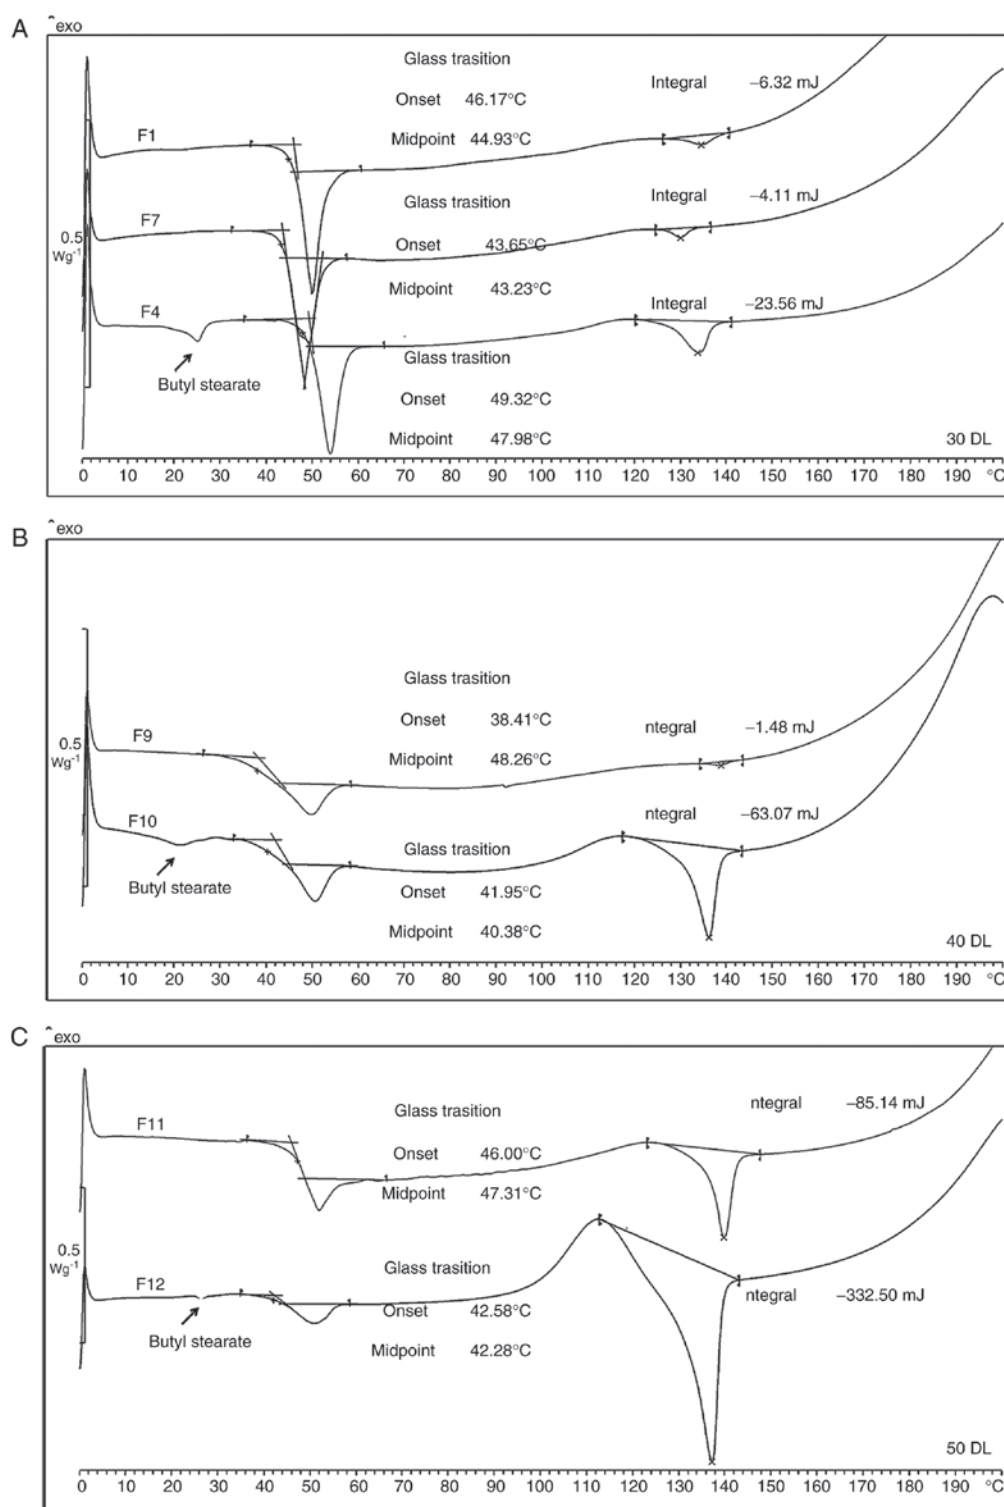 A
^exo
Glass trasition
Integral −6.32 mJ
Onset 46.17°C
F1
Midpoint 44.93°C
Glass trasition
Integral −4.11 mJ
F7
0.5
Wg-1
Onset 43.65°C
Midpoint 43.23°C
Integral −23.56 mJ
F4
Glass trasition
Butyl stearate
Onset 49.32°C
Midpoint 47.98°C
30 DL
0 10 20 30 40 50 60 70 80 90 100 110 120 130 140 150 160 170 180 190 °C
B
^exo
Glass trasition
Onset 38.41°C
ntegral −1.48 mJ
F9
0.5
Wg-1
Midpoint 48.26°C
ntegral −63.07 mJ
F10
Glass trasition
Butyl stearate
Onset 41.95°C
Midpoint 40.38°C
40 DL
0 10 20 30 40 50 60 70 80 90 100 110 120 130 140 150 160 170 180 190 °C
C
^exo
ntegral −85.14 mJ
Glass trasition
F11
Onset 46.00°C
Midpoint 47.31°C
0.5
Wg-1
Glass trasition
F12
ntegral −332.50 mJ
Onset 42.58°C
Butyl stearate
Midpoint 42.28°C
50 DL
0 10 20 30 40 50 60 70 80 90 100 110 120 130 140 150 160 170 180 190 °C